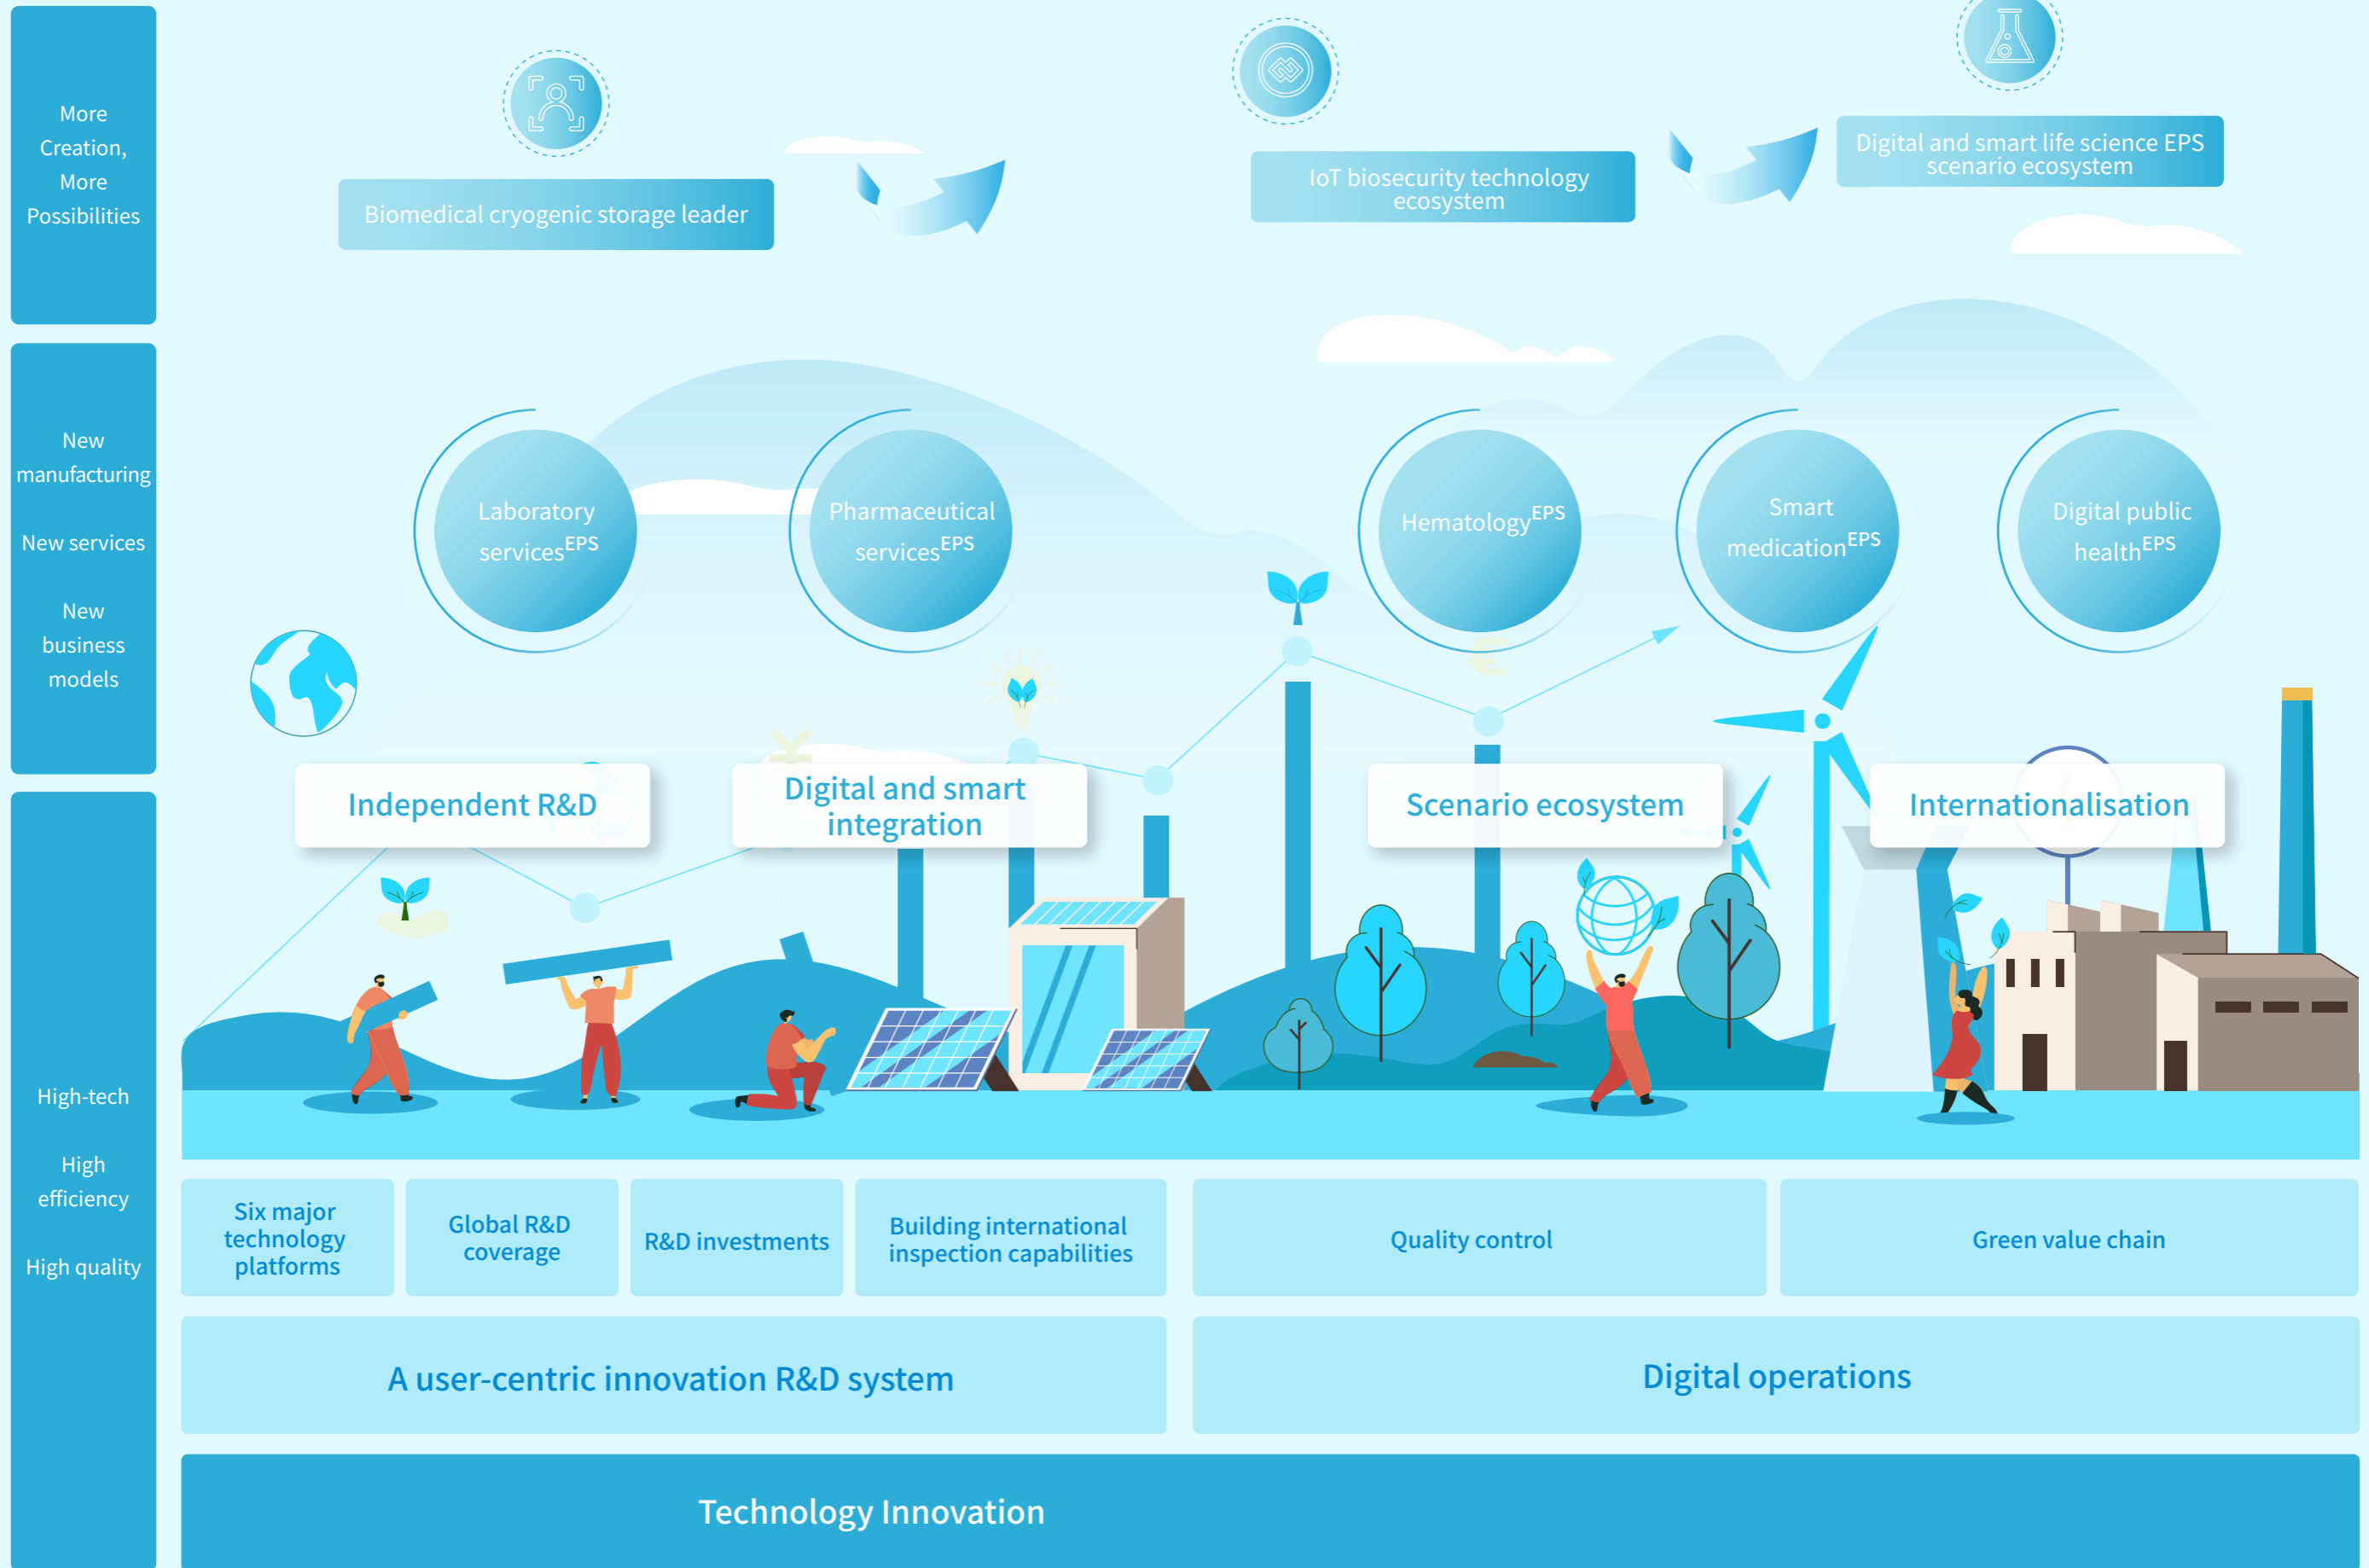 More
Creation,
More
Possibilities
Biomedical cryogenic storage leader
IoT biosecurity technology
ecosystem
Digital and smart life science EPS
scenario ecosystem
New
manufacturing
New services
New
business
models
Laboratory
servicesEPS
Pharmaceutical
servicesEPS
HematologyEPS
Smart
medicationEPS
Digital public
healthEPS
Independent R&D
Digital and smart
integration
Scenario ecosystem
Internationalisation
High-tech
High
efficiency
High quality
Six major
technology
platforms
Global R&D
coverage
R&D investments
Building international
inspection capabilities
Quality control
Green value chain
A user-centric innovation R&D system
Digital operations
Technology Innovation